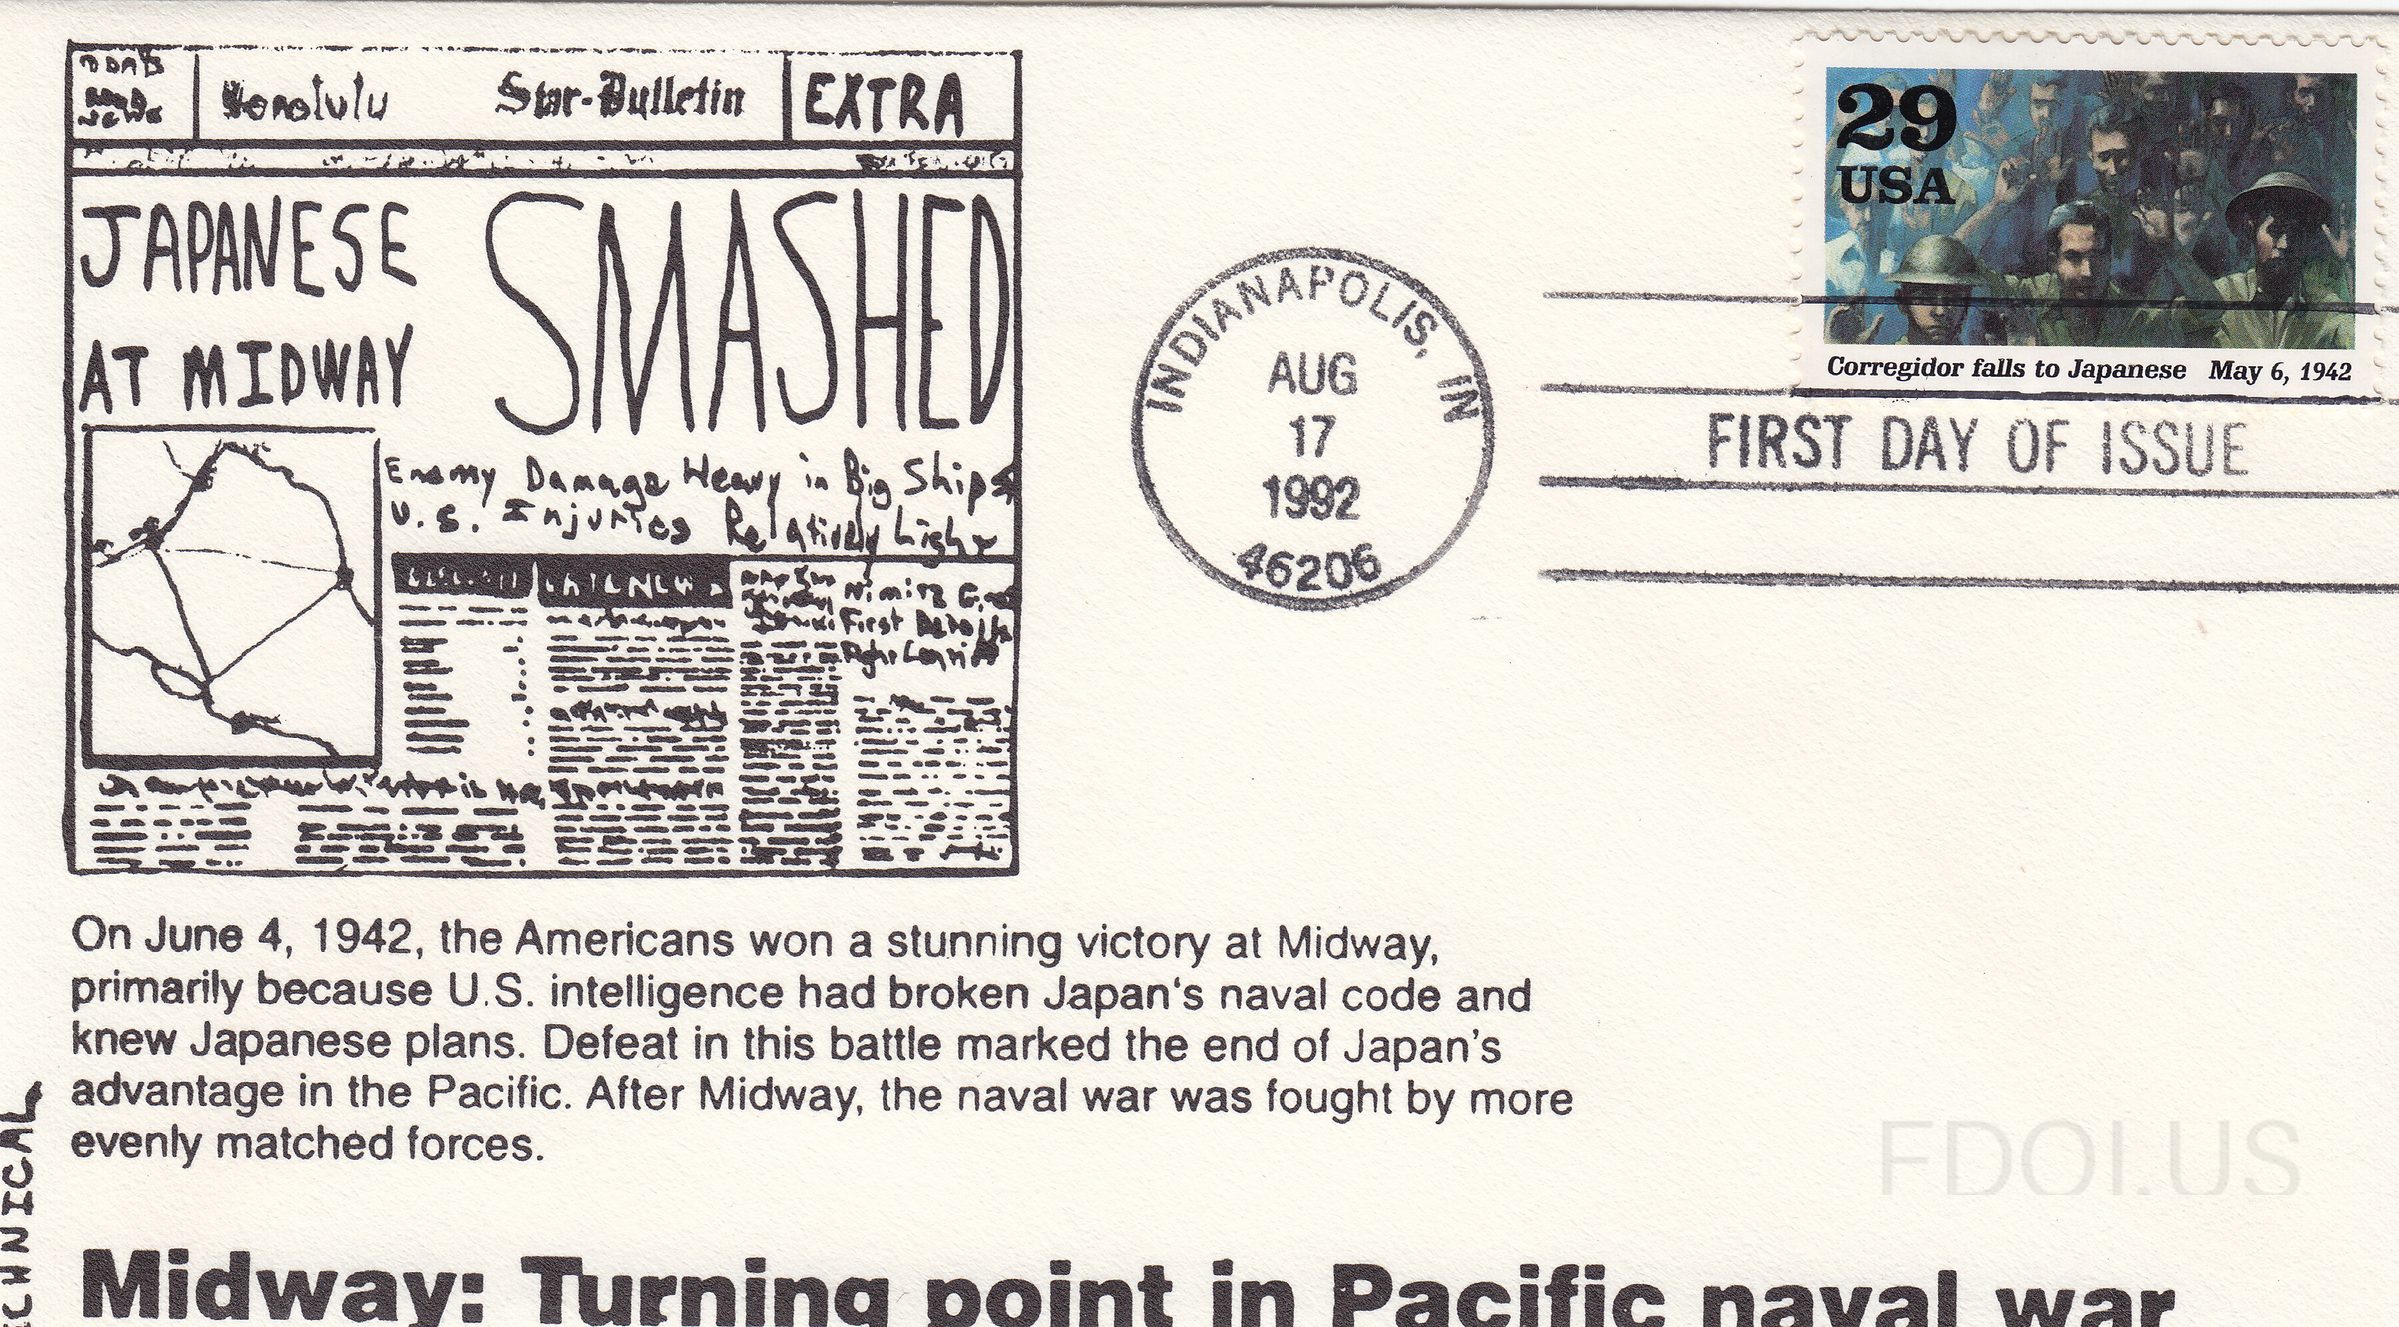 Honolulu Star-Bulletin EXTRA
JAPANESE
AT MIDWAY
SMASHED
Enemy Damage Heavy in Big Ships
U.S. Injuries Relatively Light
Nimitz
First
INDIANAPOLIS, IN
AUG
17
1992
46206
29
USA
Corregidor falls to Japanese May 6, 1942
FIRST DAY OF ISSUE
On June 4, 1942, the Americans won a stunning victory at Midway,
primarily because U.S. intelligence had broken Japan's naval code and
knew Japanese plans. Defeat in this battle marked the end of Japan's
advantage in the Pacific. After Midway, the naval war was fought by more
evenly matched forces.
FDOI.US
Midway: Turning point in Pacific naval war